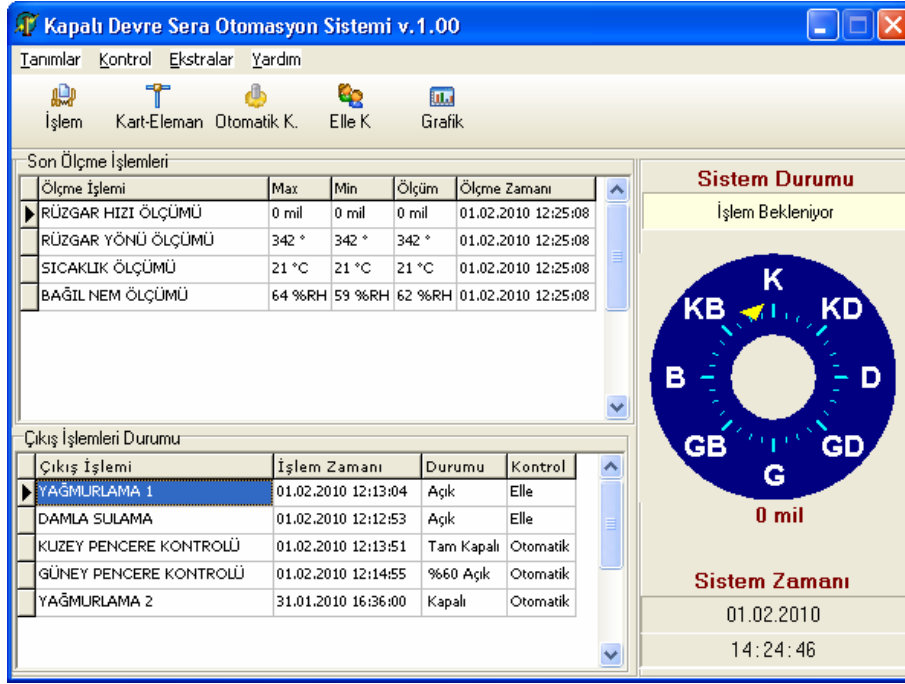 Kapalı Devre Sera Otomasyon Sistemi v.1.00
Tanımlar Kontrol Ekstralar Yardım
İşlem Kart-Eleman Otomatik K. Elle K Grafik
Son Ölçme İşlemleri
Ölçme İşlemi Max Min Ölçüm Ölçme Zamanı
RÜZGAR HIZI ÖLÇÜMÜ 0 mil 0 mil 0 mil 01.02.2010 12:25:08
RÜZGAR YÖNÜ ÖLÇÜMÜ 342 ° 342 ° 342 ° 01.02.2010 12:25:08
SICAKLIK ÖLÇÜMÜ 21 °C 21 °C 21 °C 01.02.2010 12:25:08
BAĞIL NEM ÖLÇÜMÜ 64 %RH 59 %RH 62 %RH 01.02.2010 12:25:08
Çıkış İşlemleri Durumu
Çıkış İşlemi İşlem Zamanı Durumu Kontrol
YAĞMURLAMA 1 01.02.2010 12:13:04 Açık Elle
DAMLA SULAMA 01.02.2010 12:12:53 Açık Elle
KUZEY PENCERE KONTROLÜ 01.02.2010 12:13:51 Tam Kapalı Otomatik
GÜNEY PENCERE KONTROLÜ 01.02.2010 12:14:55 %60 Açık Otomatik
YAĞMURLAMA 2 31.01.2010 16:36:00 Kapalı Otomatik
Sistem Durumu
İşlem Bekleniyor
K
KB KD
B D
GB GD
G
0 mil
Sistem Zamanı
01.02.2010
14:24:46